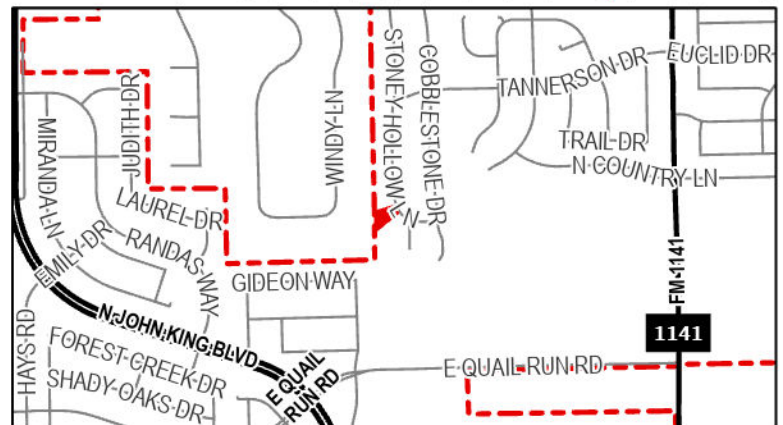 STONEY HOLLOW LN
COBBLESTONE DR
EUCLID DR
TANNERSON DR
JUDITH DR
WINDY LN
MIRANDA LN
TRAIL DR
N COUNTRY LN
LAUREL DR
EMILY DR
RANDAS WAY
GIDEON WAY
FM-1141
N JOHN KING BLVD
1141
HAYS RD
FOREST CREEK DR
E QUAIL
RUN RD
E QUAIL RUN RD
SHADY OAKS DR